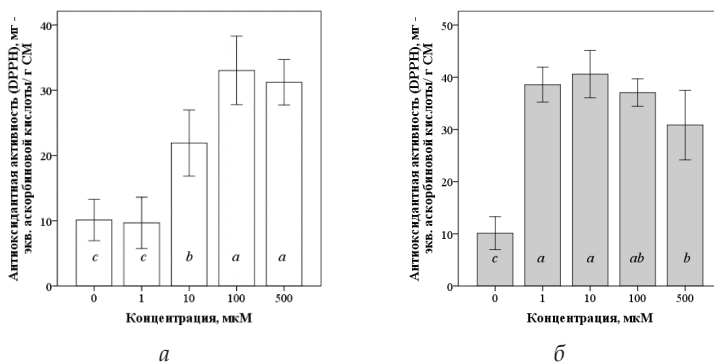 Антиоксидантная активность (DPPH), мг -
экв. аскорбиновой кислоты/ г СМ
40
30
20
10
0
c
c
b
a
a
0
1
10
100
500
Концентрация, мкМ
а
Антиоксидантная активность (DPPH), мг -
экв. аскорбиновой кислоты/ г СМ
50
40
30
20
10
0
c
a
a
ab
b
0
1
10
100
500
Концентрация, мкМ
б